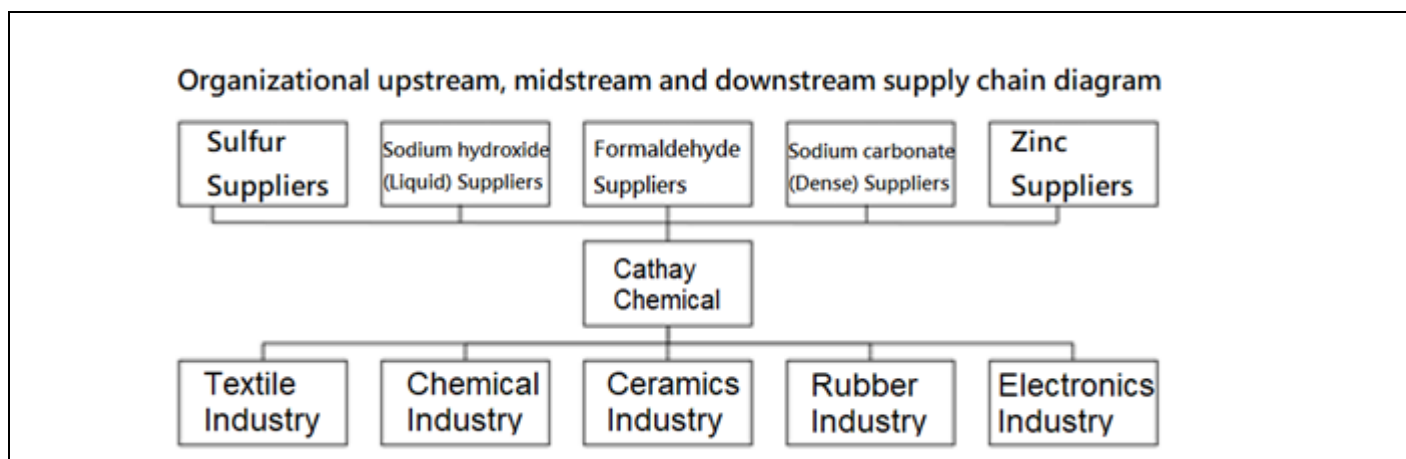 Organizational upstream, midstream and downstream supply chain diagram
Sulfur
Suppliers
Sodium hydroxide
(Liquid) Suppliers
Formaldehyde
Suppliers
Sodium carbonate
(Dense) Suppliers
Zinc
Suppliers
Cathay
Chemical
Textile
Industry
Chemical
Industry
Ceramics
Industry
Rubber
Industry
Electronics
Industry